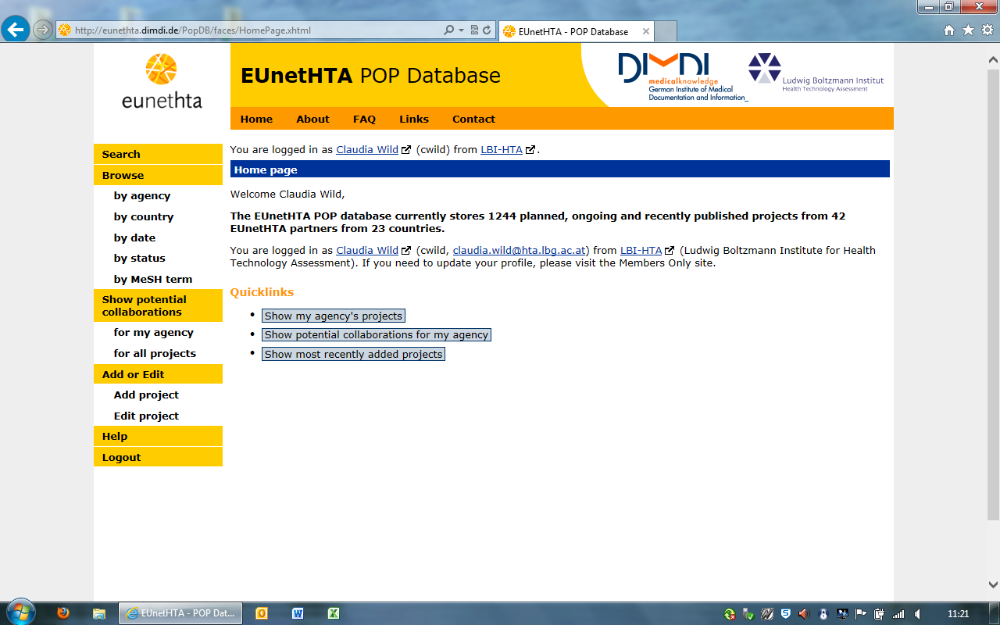 http://eunethta.dimdi.de/PopDB/faces/HomePage.xhtml
EUnetHTA - POP Database
eunethta
EUnetHTA POP Database
DIMDI
medicalknowledge
German Institute of Medical
Documentation and Information_
Ludwig Boltzmann Institut
Health Technology Assessment
Home About FAQ Links Contact
Search
Browse
by agency
by country
by date
by status
by MeSH term
Show potential
collaborations
for my agency
for all projects
Add or Edit
Add project
Edit project
Help
Logout
You are logged in as Claudia Wild (cwild) from LBI-HTA.
Home page
Welcome Claudia Wild,
The EUnetHTA POP database currently stores 1244 planned, ongoing and recently published projects from 42
EUnetHTA partners from 23 countries.
You are logged in as Claudia Wild (cwild, claudia.wild@hta.lbg.ac.at) from LBI-HTA (Ludwig Boltzmann Institute for Health
Technology Assessment). If you need to update your profile, please visit the Members Only site.
Quicklinks
• Show my agency's projects
• Show potential collaborations for my agency
• Show most recently added projects
EUnetHTA - POP Dat...
11:21